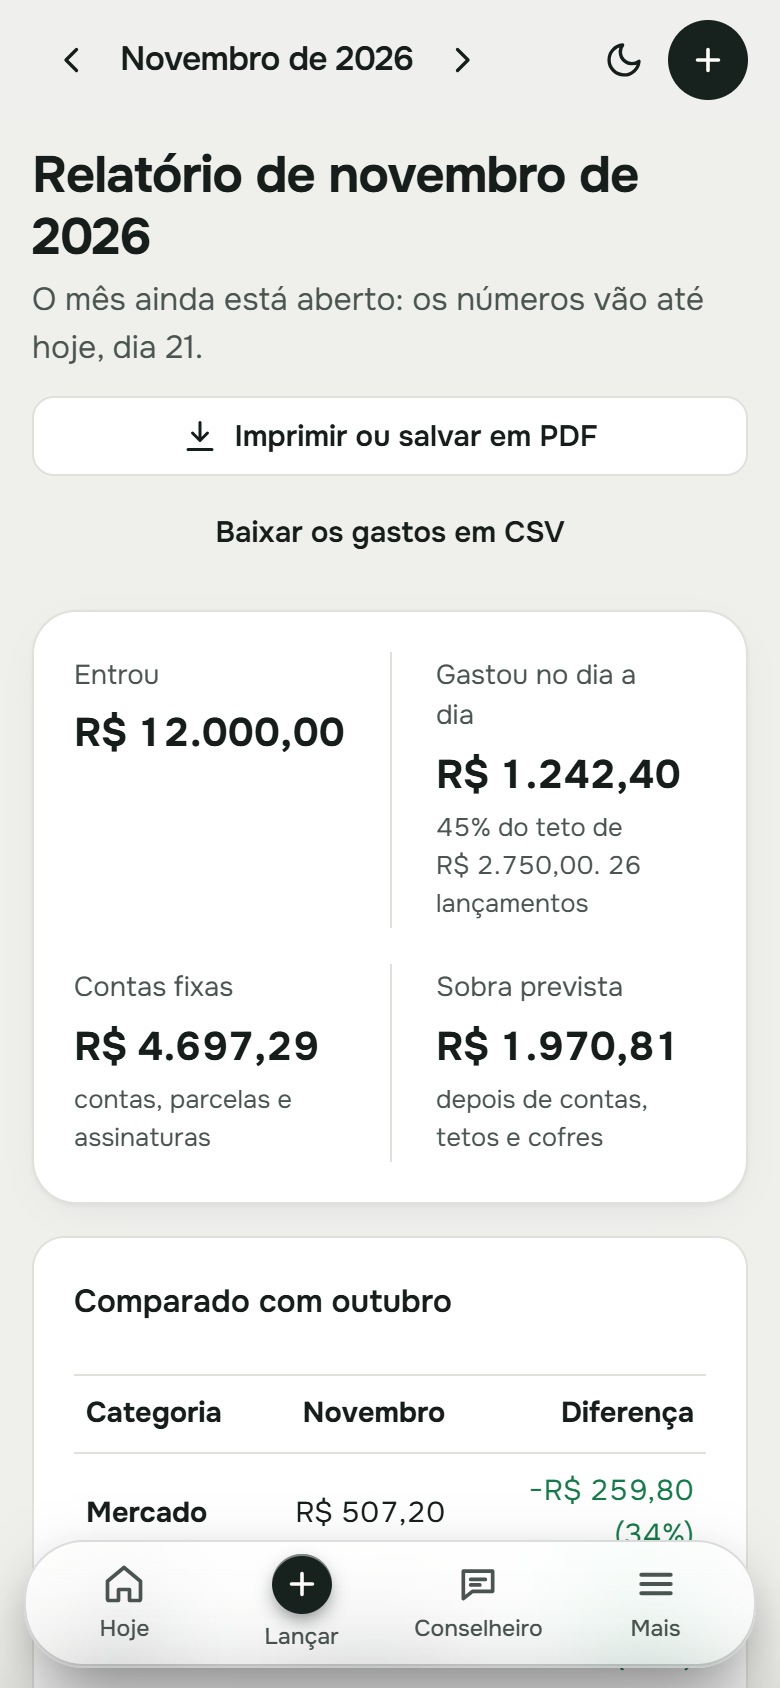 Novembro de 2026
Relatório de novembro de
2026
O mês ainda está aberto: os números vão até
hoje, dia 21.
Imprimir ou salvar em PDF
Baixar os gastos em CSV
Entrou
R$ 12.000,00
Gastou no dia a
dia
R$ 1.242,40
45% do teto de
R$ 2.750,00. 26
lançamentos
Contas fixas
R$ 4.697,29
contas, parcelas e
assinaturas
Sobra prevista
R$ 1.970,81
depois de contas,
tetos e cofres
Comparado com outubro
Categoria Novembro Diferença
Mercado R$ 507,20 -R$ 259,80
(34%)
Hoje
Lançar
Conselheiro
Mais